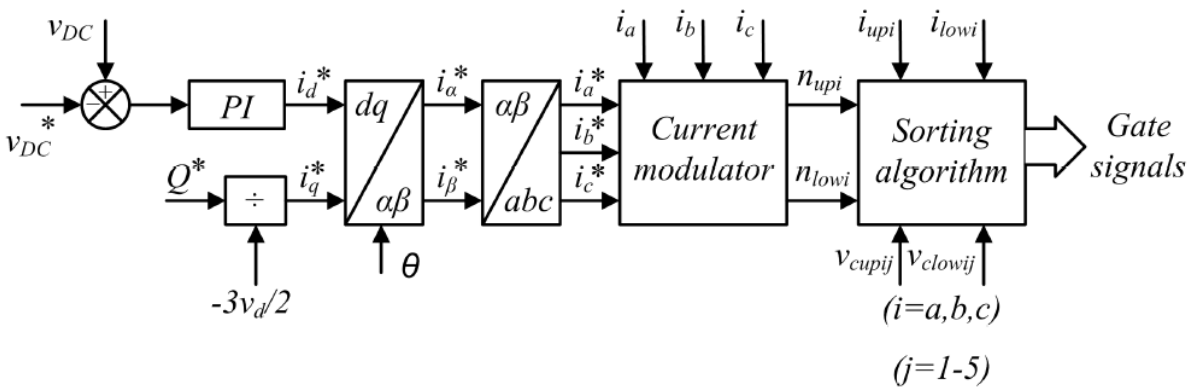 v_DC
+
−
v_DC*
PI
i_d*
Q*
÷
i_q*
-3v_d/2
dq
αβ
θ
i_α*
i_β*
αβ
abc
i_a*
i_b*
i_c*
i_a
i_b
i_c
Current
modulator
n_upi
n_lowi
i_upi
i_lowi
Sorting
algorithm
v_cupij
v_clowij
(i=a,b,c)
(j=1-5)
Gate
signals